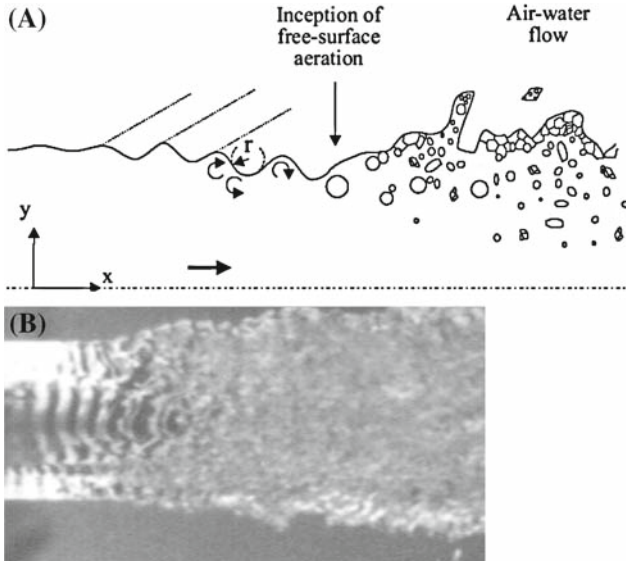 (A)
Inception of
free-surface
aeration
Air-water
flow
r
y
x
(B)